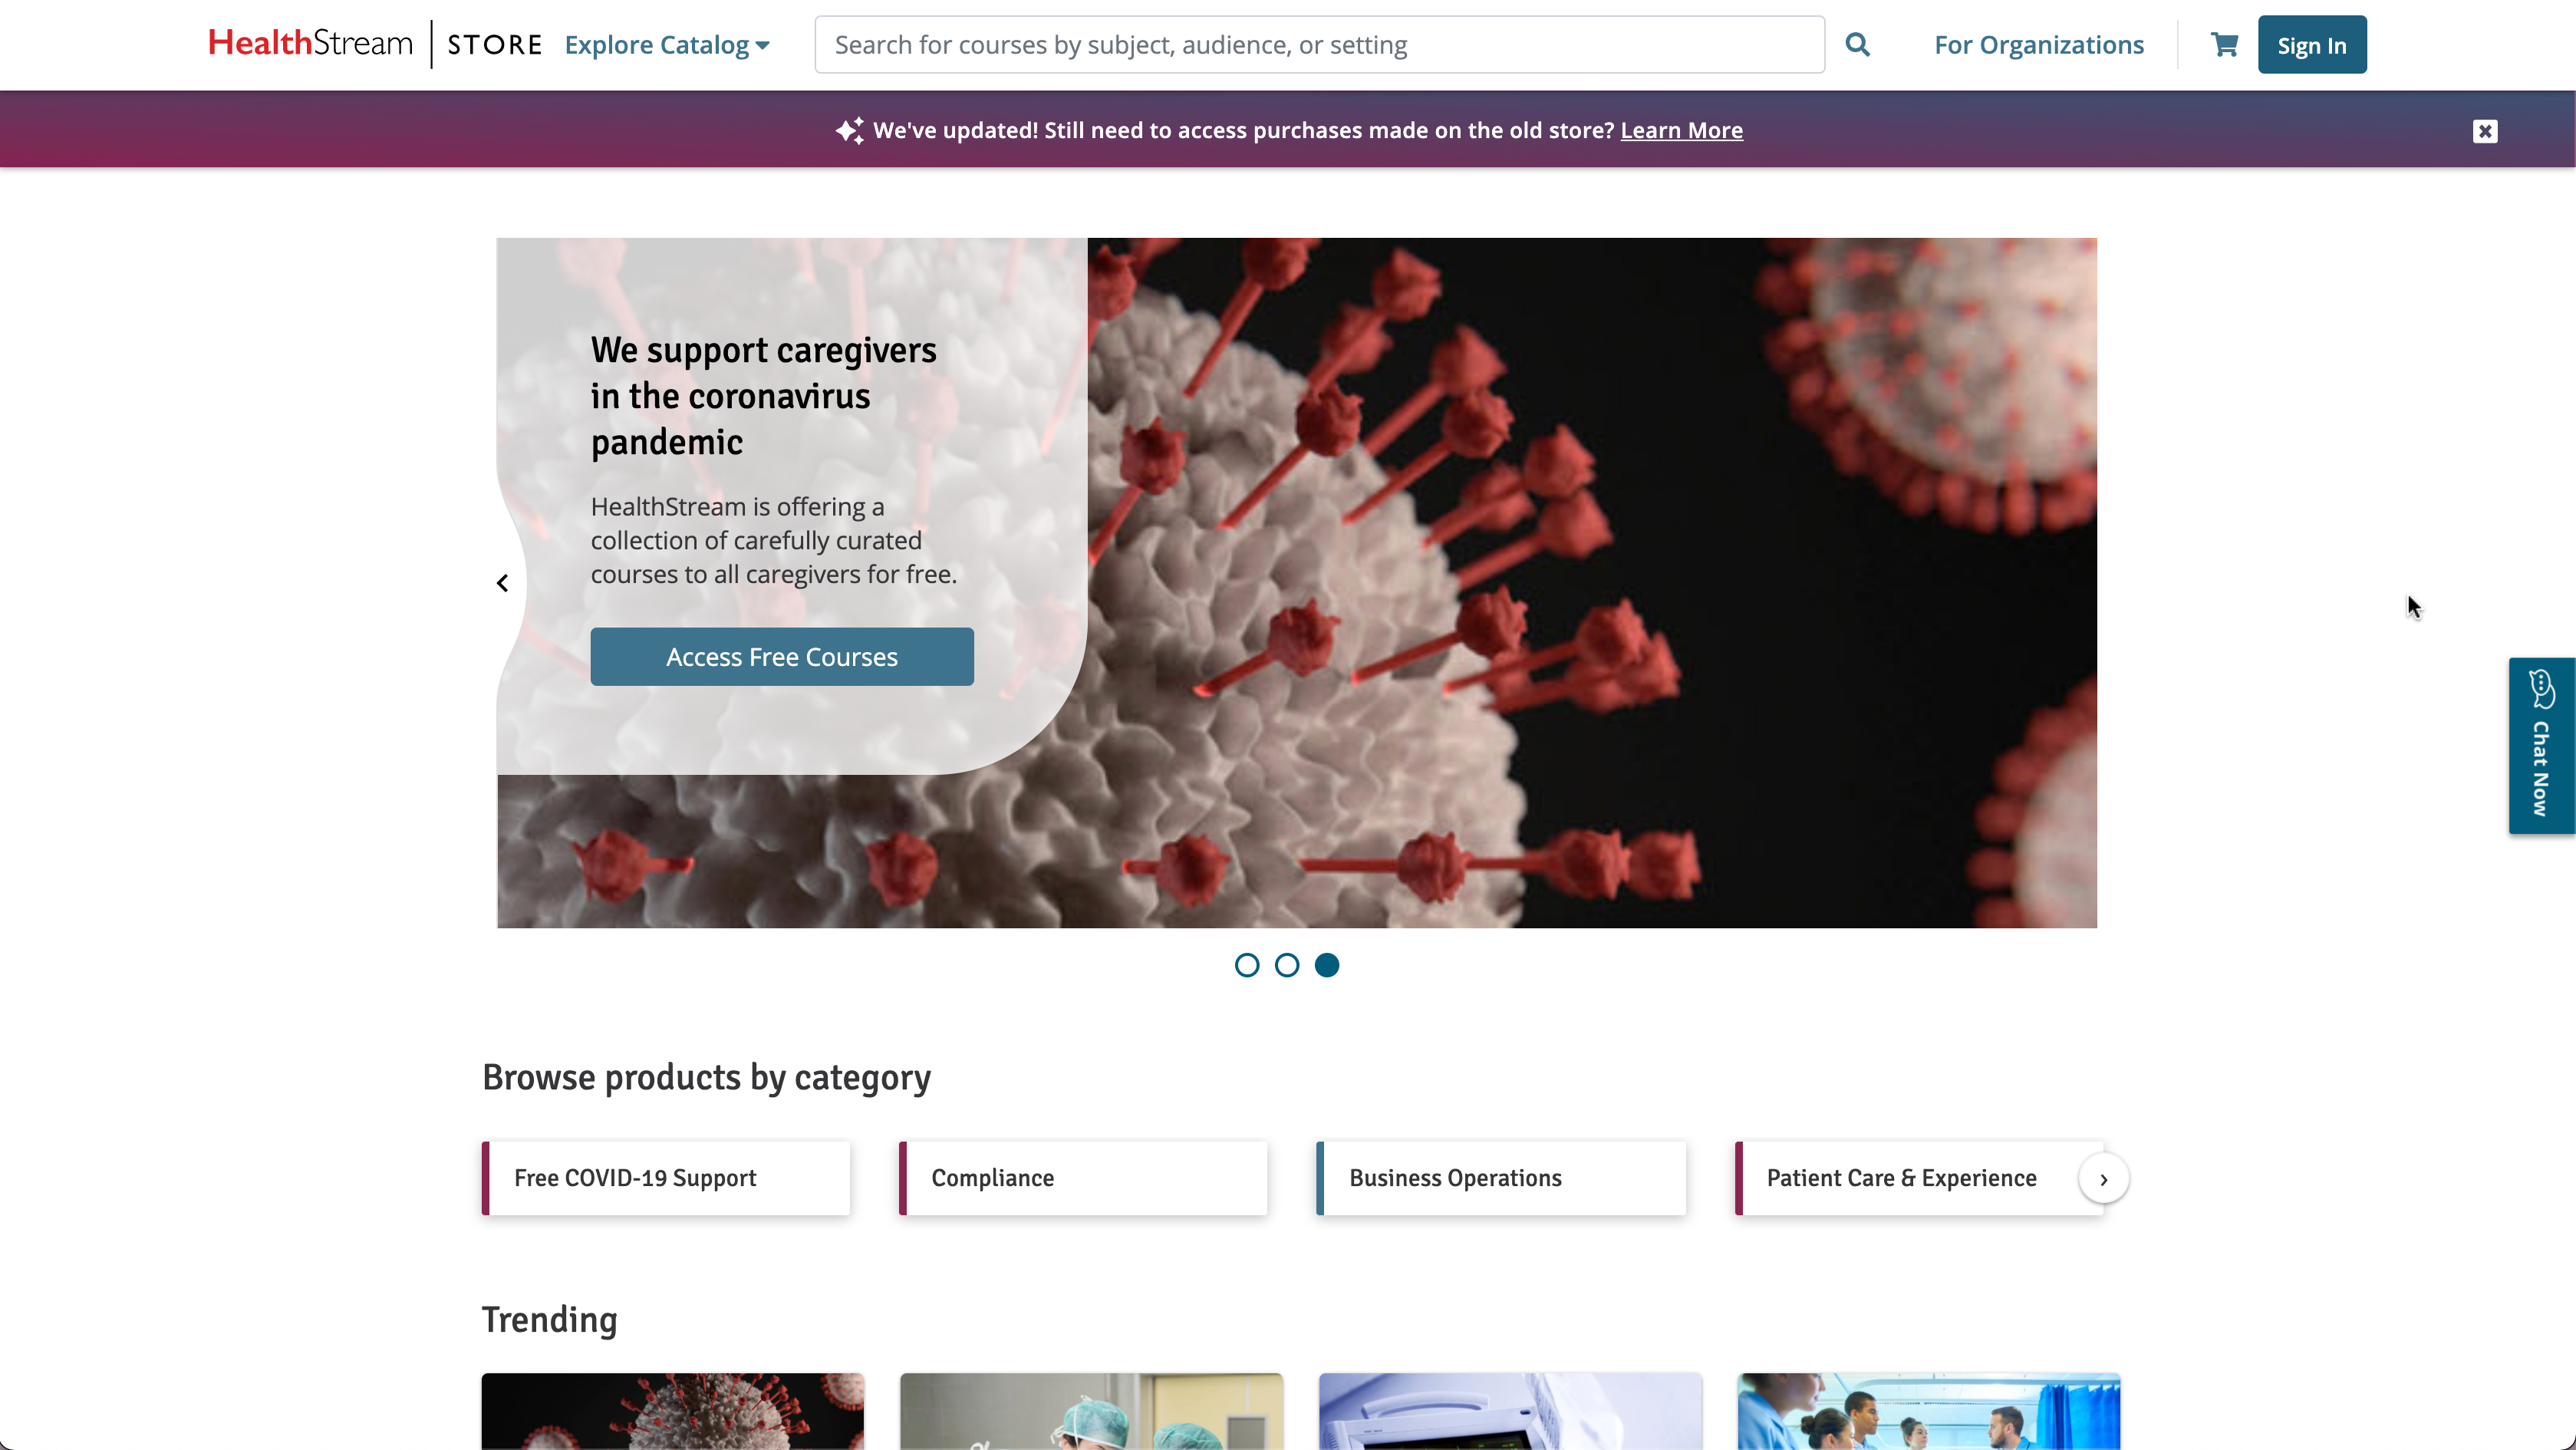 HealthStream STORE Explore Catalog Search for courses by subject, audience, or setting For Organizations Sign In
We've updated! Still need to access purchases made on the old store? Learn More
We support caregivers
in the coronavirus
pandemic
HealthStream is offering a
collection of carefully curated
courses to all caregivers for free.
Access Free Courses
Chat Now
Browse products by category
Free COVID-19 Support Compliance Business Operations Patient Care & Experience
Trending